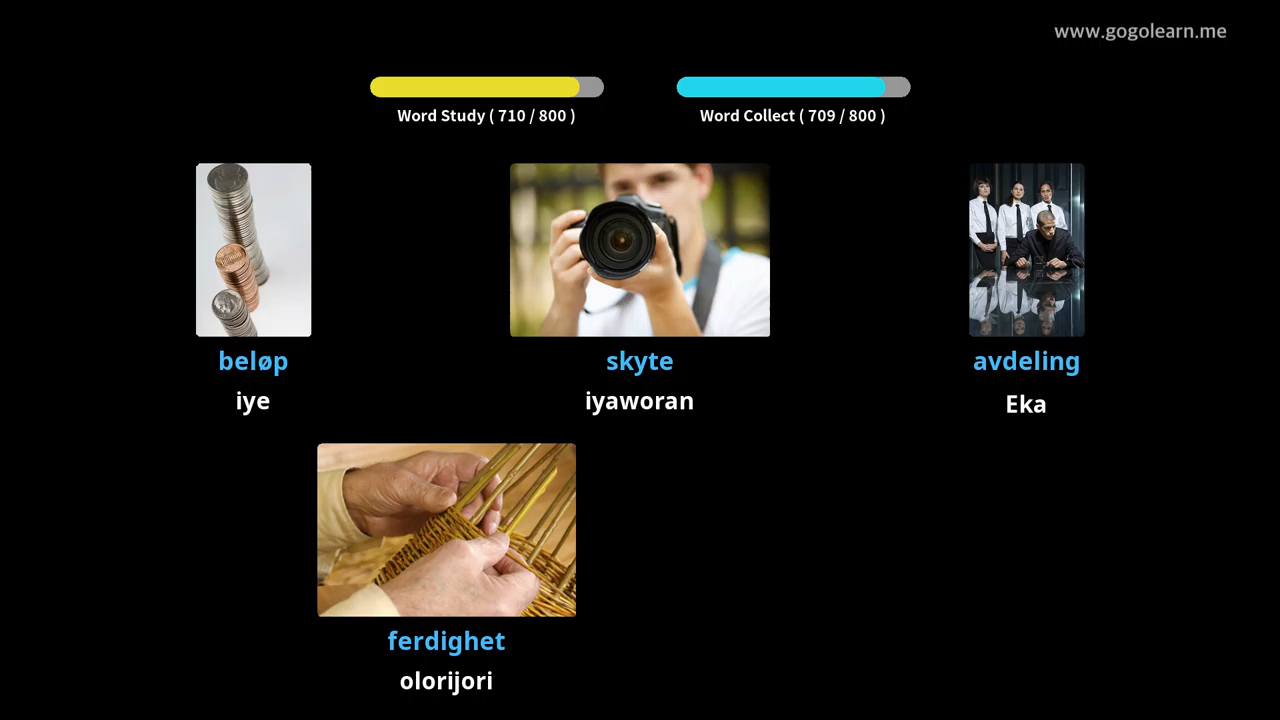 www.gogolearn.me
Word Study ( 710 / 800 )
Word Collect ( 709 / 800 )
beløp
iye
skyte
iyaworan
avdeling
Eka
ferdighet
olorijori